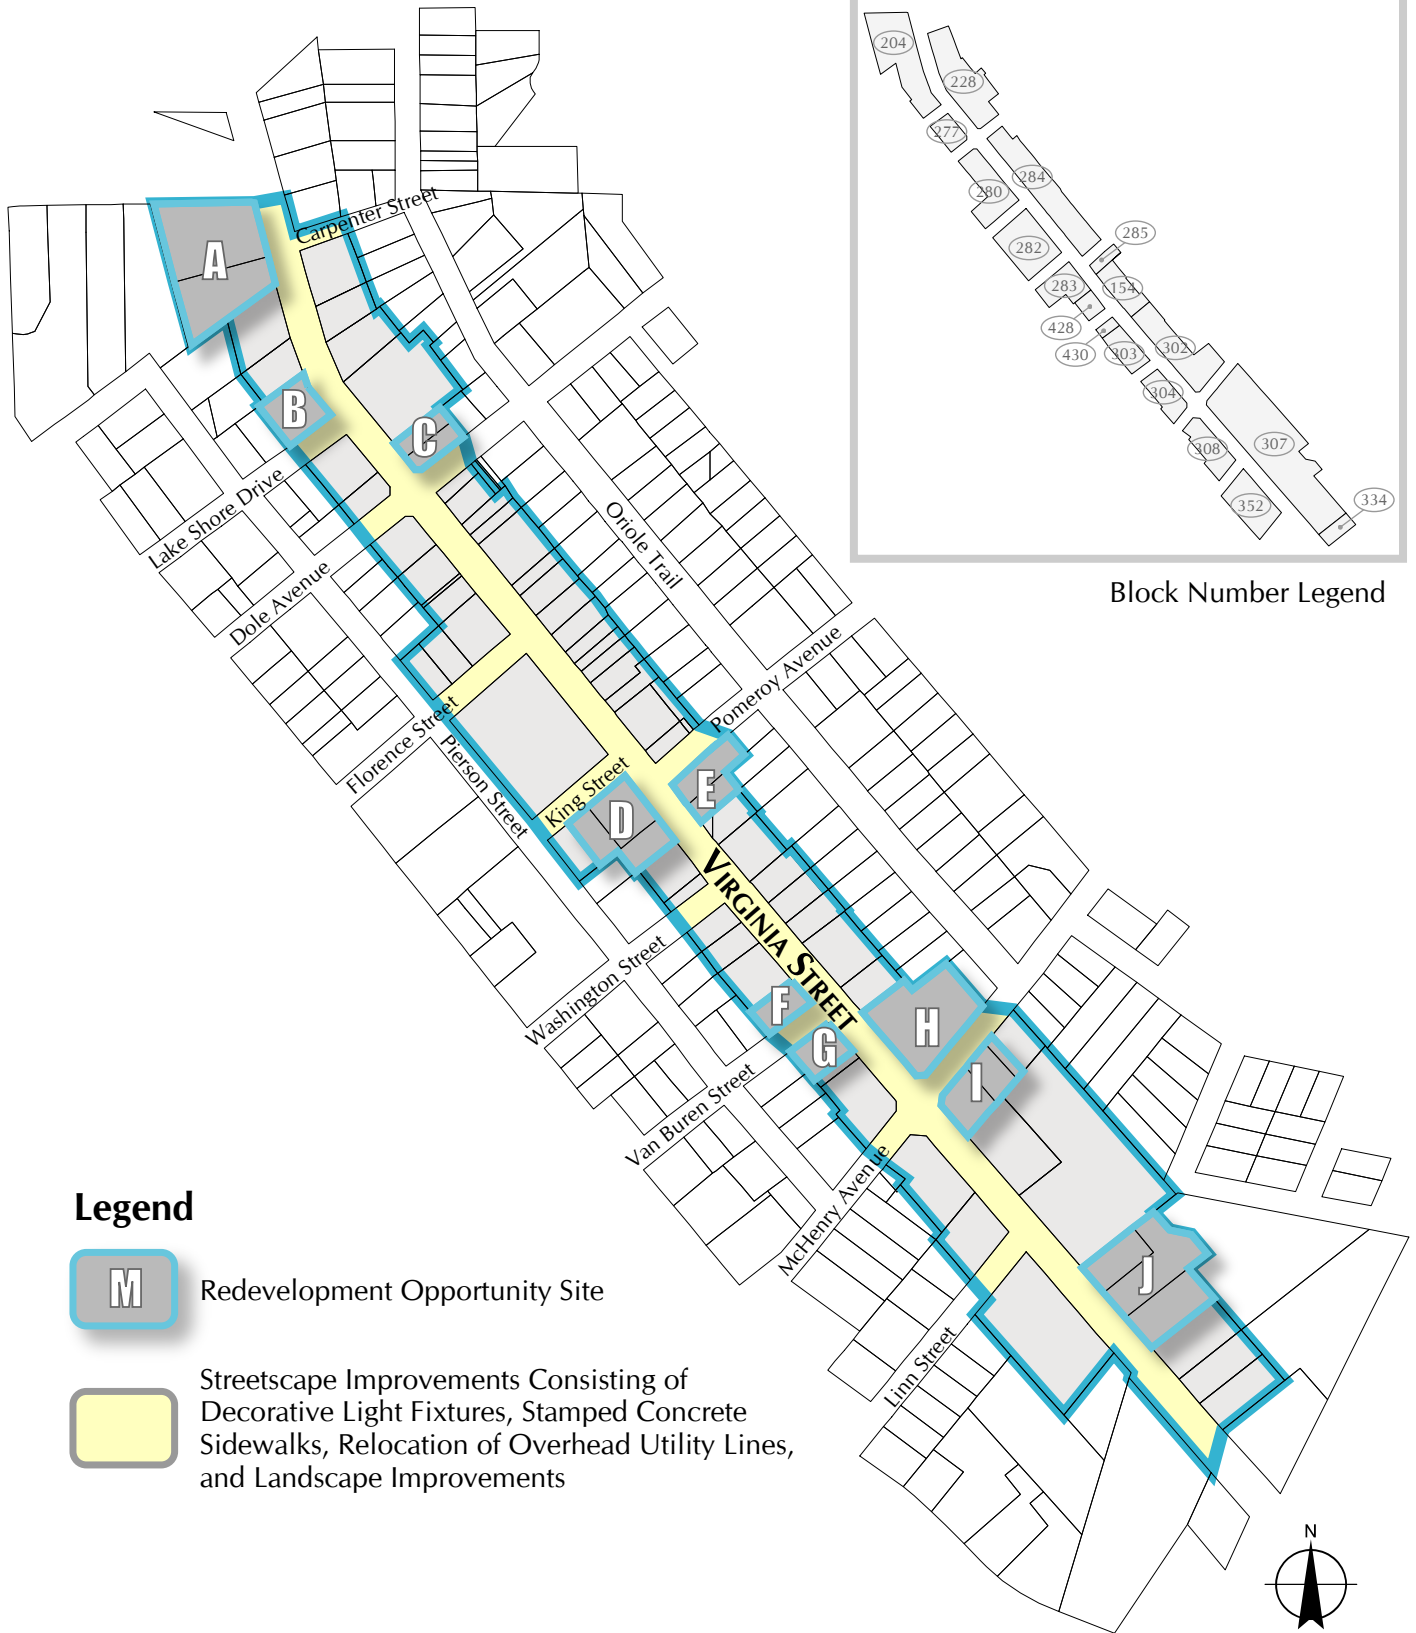 204
228
277
284
280
282
285
283
154
428
430
303
302
304
308
307
352
334
Block Number Legend
Carpenter Street
A
B
C
Lake Shore Drive
Dole Avenue
Oriole Trail
Pomeroy Avenue
Florence Street
Pierson Street
King Street
E
D
VIRGINIA STREET
Washington Street
F
G
H
I
Van Buren Street
McHenry Avenue
J
Linn Street
Legend
M
Redevelopment Opportunity Site
Streetscape Improvements Consisting of
Decorative Light Fixtures, Stamped Concrete
Sidewalks, Relocation of Overhead Utility Lines,
and Landscape Improvements
N